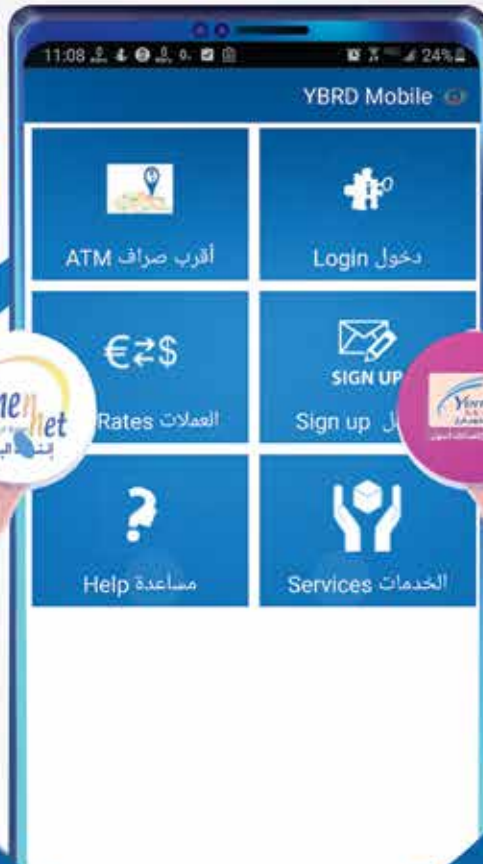 11:08
24%
YBRD Mobile
أقرب صراف ATM
دخول Login
€⇄$
SIGN UP
العملات Rates
Sign up
?
مساعدة Help
الخدمات Services
net